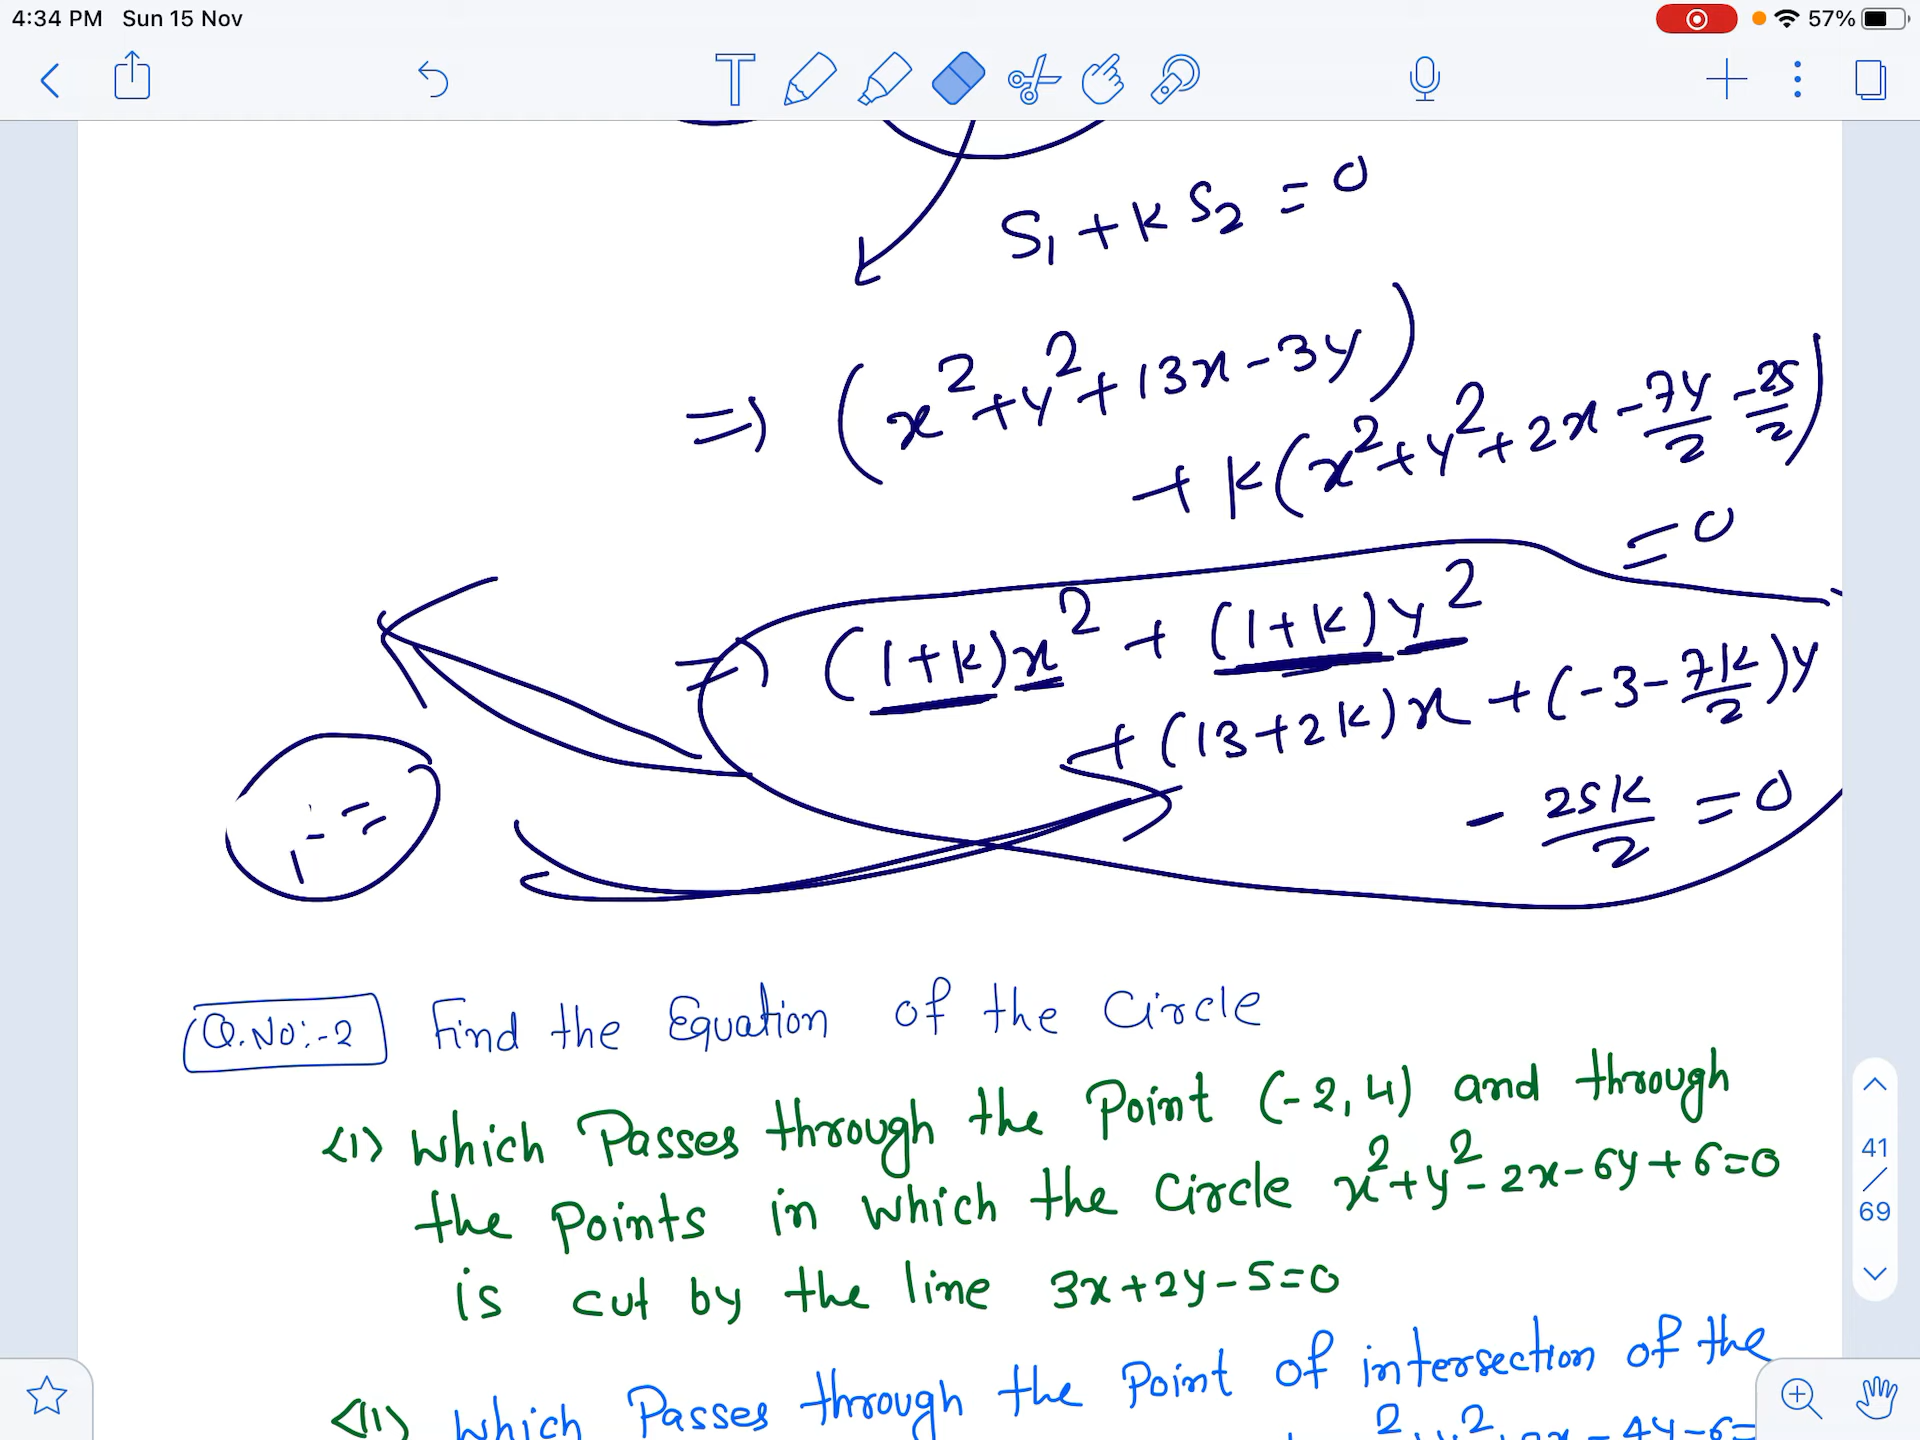 4:34 PM Sun 15 Nov
57%
S₁ + K S₂ = 0
⇒ (x² + y² + 13x - 3y)
+ K(x² + y² + 2x - 7y/2 - 25/2)
= 0
⇒ (1+K)x² + (1+K)y²
+ (13+2K)x + (-3 - 7K/2)y
- 25K/2 = 0
Q.No:-2 Find the Equation of the Circle
<1> which Passes through the Point (-2, 4) and through
the Points in which the Circle x² + y² - 2x - 6y + 6 = 0
is cut by the line 3x + 2y - 5 = 0
<11> which Passes through the Point of intersection of the
- 4y - 6 =
41
/
69